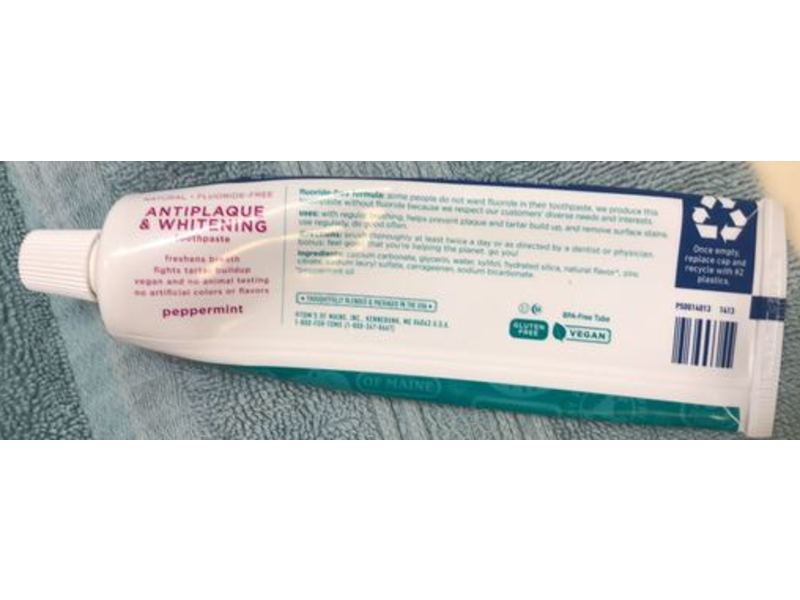 NATURAL • FLUORIDE-FREE
ANTIPLAQUE
& WHITENING
toothpaste
freshens breath
fights tartar buildup
vegan and no animal testing
no artificial colors or flavors
peppermint
fluoride-free formula: some people do not want fluoride in their toothpaste, we produce this
toothpaste without fluoride because we respect our customers' diverse needs and interests.
uses: with regular brushing, helps prevent plaque and tartar build up, and remove surface stains.
use regularly, do good often.
Directions: brush thoroughly at least twice a day or as directed by a dentist or physician.
bonus: feel good that you're helping the planet. go you!
Ingredients: calcium carbonate, glycerin, water, xylitol, hydrated silica, natural flavor*, zinc
citrate, sodium lauryl sulfate, carrageenan, sodium bicarbonate.
*peppermint oil
THOUGHTFULLY BLENDED & PACKAGED IN THE USA
©TOM'S OF MAINE, INC., KENNEBUNK, ME 04043 U.S.A.
1-800-FOR-TOMS (1-800-367-8667)
GLUTEN
FREE
BPA-Free Tube
VEGAN
Once empty,
replace cap and
recycle with #2
plastics.
PS0014013 1413
OF MAINE